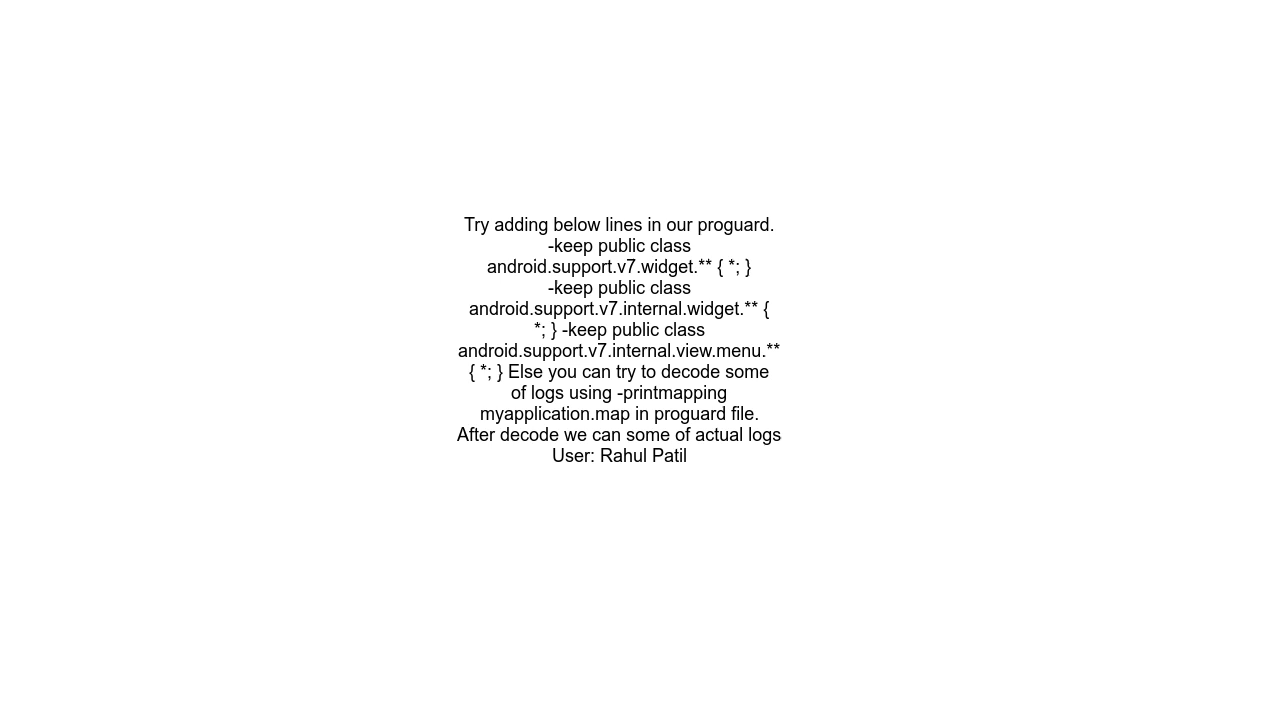 Try adding below lines in our proguard.
-keep public class
android.support.v7.widget.** { *; }
-keep public class
android.support.v7.internal.widget.** {
*; } -keep public class
android.support.v7.internal.view.menu.**
{ *; } Else you can try to decode some
of logs using -printmapping
myapplication.map in proguard file.
After decode we can some of actual logs
User: Rahul Patil